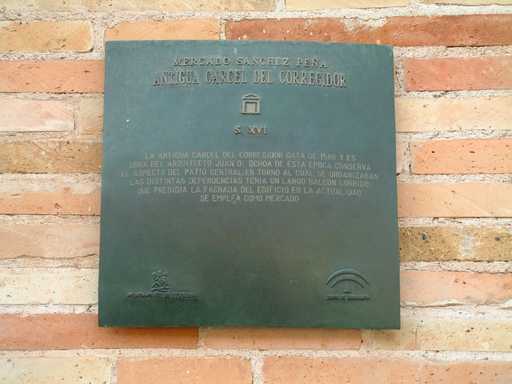 MERCADO SANCHEZ PEÑA
ANTIGUA CARCEL DEL CORREGIDOR
S. XVI
LA ANTIGUA CARCEL DEL CORREGIDOR DATA DE Y ES
OBRA DEL ARCHITECTO JUAN D. OCHOA DE ESTA EPOCA CONSERVA
EL ASPECTO DEL PATIO CENTRAL EN TORNO AL CUAL SE ORGANIZABAN
LAS DISTINTAS DEPENDENCIAS TENIA UN LARGO BALCON CORRIDO
QUE PRESIDIA LA FACHADA DEL EDIFICIO EN LA ACTUALIDAD
SE EMPLEA COMO MERCADO